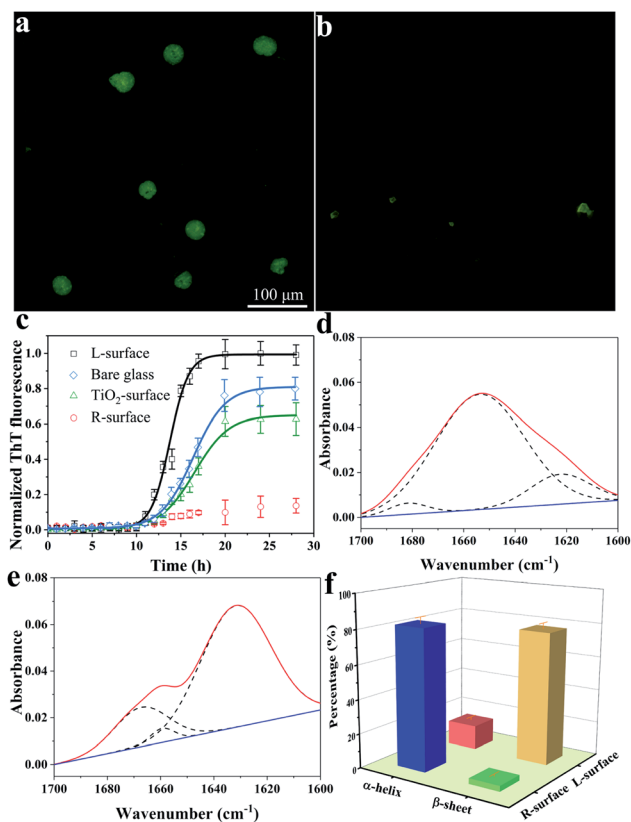 a
b
100 μm
c
Normalized ThT fluorescence
1.0
0.8
0.6
0.4
0.2
0.0
L-surface
Bare glass
TiO₂-surface
R-surface
0 5 10 15 20 25 30
Time (h)
d
Absorbance
0.08
0.06
0.04
0.02
0.00
1700 1680 1660 1640 1620 1600
Wavenumber (cm⁻¹)
e
Absorbance
0.08
0.06
0.04
0.02
0.00
1700 1680 1660 1640 1620 1600
Wavenumber (cm⁻¹)
f
Percentage (%)
100
80
60
40
20
0
α-helix
β-sheet
R-surface
L-surface